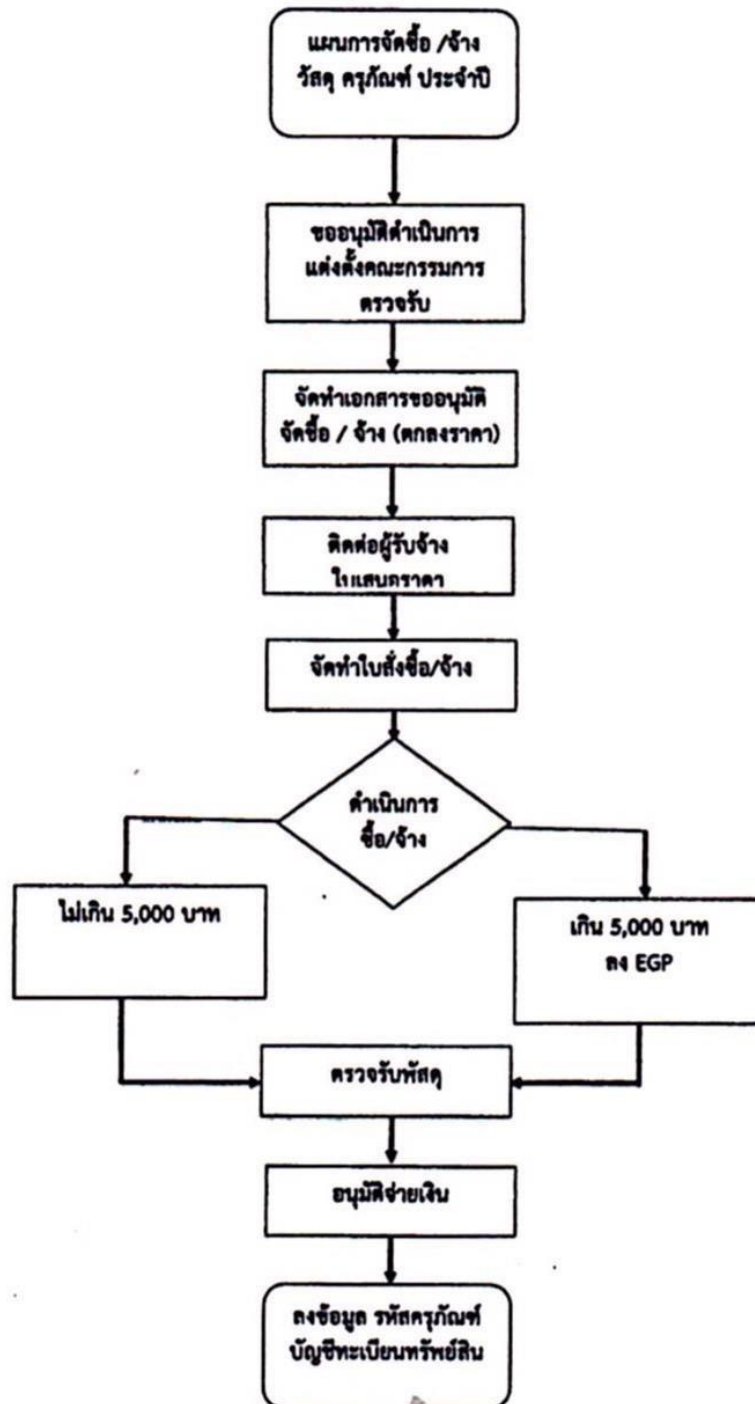 แผนการจัดซื้อ /จ้าง
วัสดุ ครุภัณฑ์ ประจำปี
ขออนุมัติดำเนินการ
แต่งตั้งคณะกรรมการ
ตรวจรับ
จัดทำเอกสารขออนุมัติ
จัดซื้อ / จ้าง (ตกลงราคา)
ติดต่อผู้รับจ้าง
ใบเสนอราคา
จัดทำใบสั่งซื้อ/จ้าง
ดำเนินการ
ซื้อ/จ้าง
ไม่เกิน 5,000 บาท
เกิน 5,000 บาท
ลง EGP
ตรวจรับพัสดุ
อนุมัติจ่ายเงิน
ลงข้อมูล รหัสครุภัณฑ์
บัญชีทะเบียนทรัพย์สิน